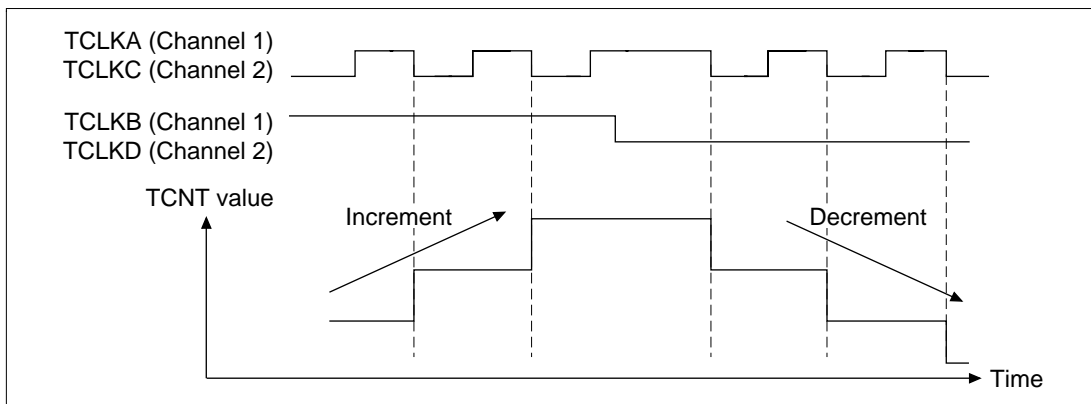 TCLKA (Channel 1)
TCLKC (Channel 2)
TCLKB (Channel 1)
TCLKD (Channel 2)
TCNT value
Increment
Decrement
Time